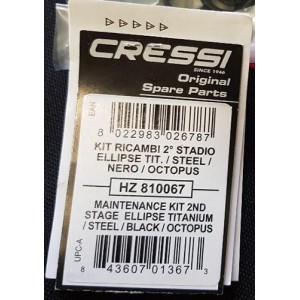 CRESSI
SINCE 1946
Original
Spare Parts
EAN
8 022983 026787
KIT RICAMBI 2° STADIO
ELLIPSE TIT. / STEEL /
NERO / OCTOPUS
HZ 810067
MAINTENANCE KIT 2ND
STAGE ELLIPSE TITANIUM
/ STEEL / BLACK / OCTOPUS
UPC-A
8 43607 01367 3